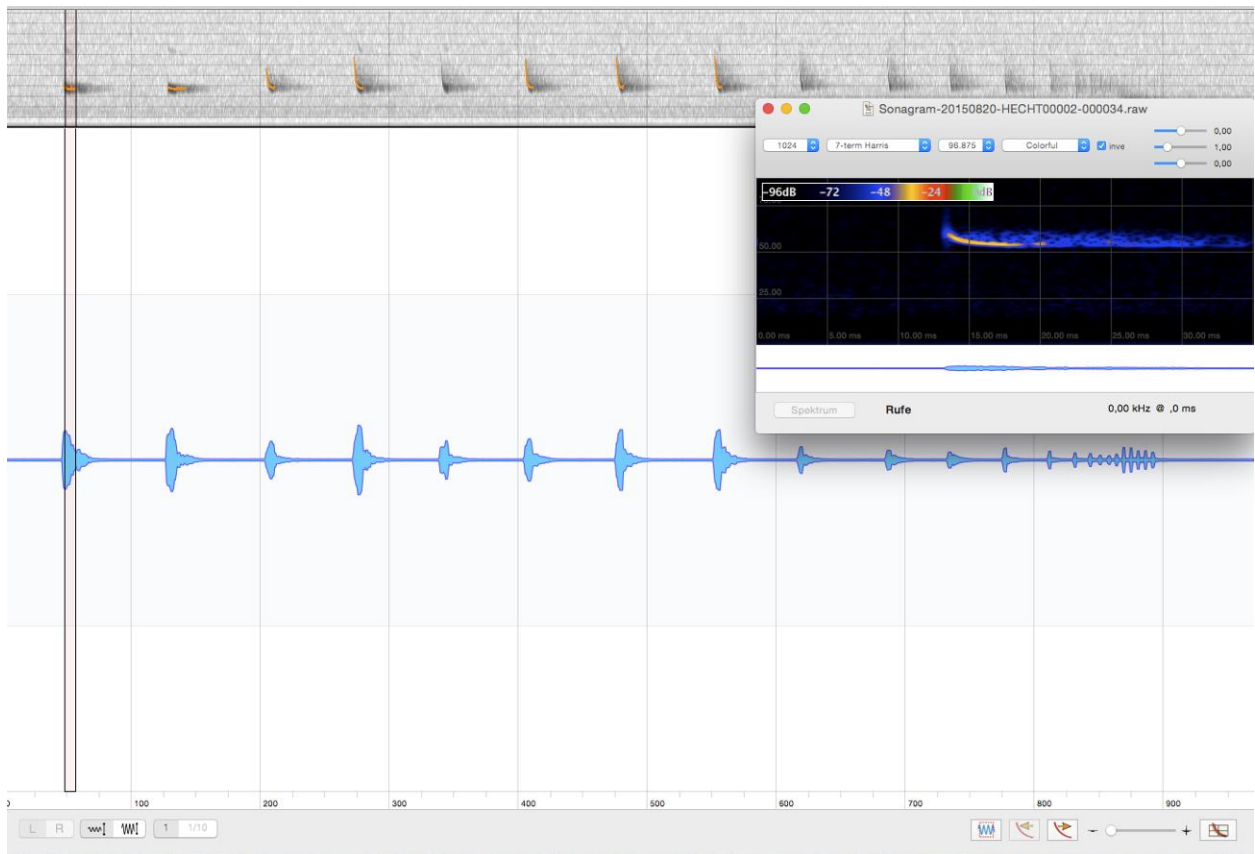 Sonagram-20150820-HECHT00002-000034.raw
1024 7-term Harris 96.875 Colorful inve
0,00
1,00
0,00
-96dB -72 -48 -24 dB
50.00
25.00
0.00 ms 5.00 ms 10.00 ms 15.00 ms 20.00 ms 25.00 ms 30.00 ms
Spektrum Rufe 0,00 kHz @ ,0 ms
100 200 300 400 500 600 700 800 900
L R 1 1/10